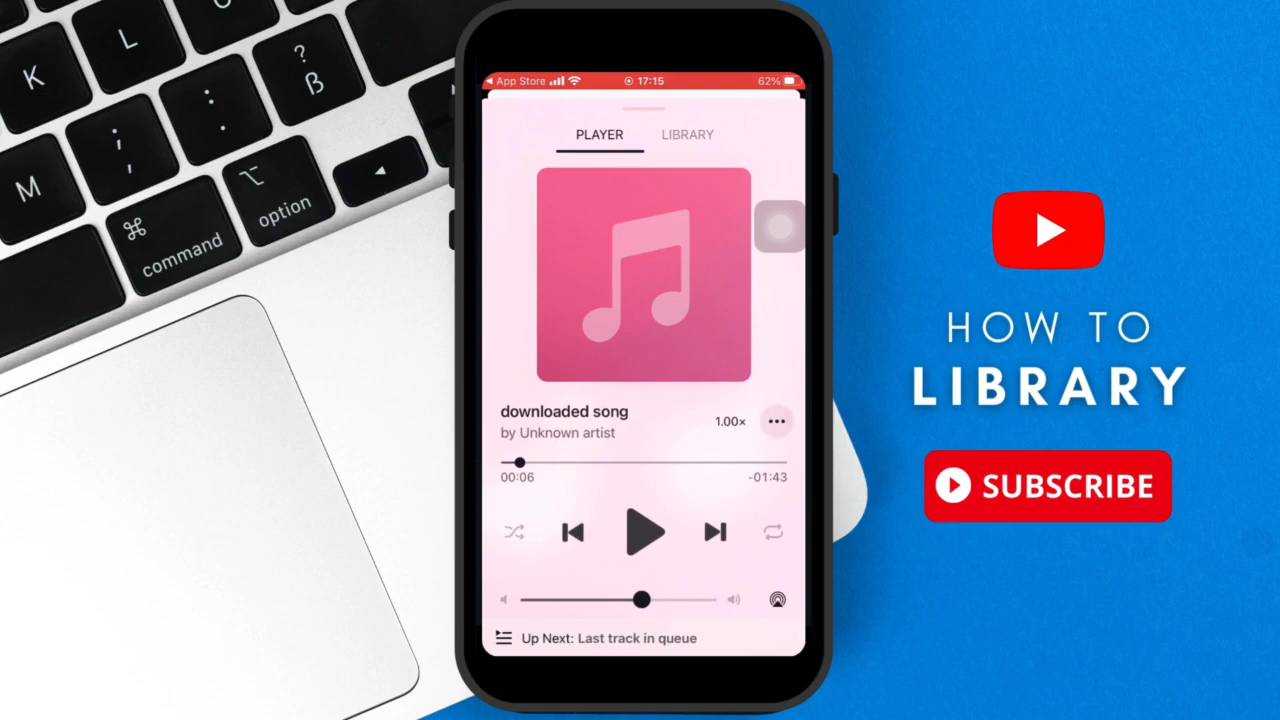 L
K
?
ß
:
.
;
,
M
⌥
option
⌘
command
◀ App Store
17:15
62%
PLAYER
LIBRARY
downloaded song
by Unknown artist
1.00×
00:06
-01:43
Up Next: Last track in queue
HOW TO
LIBRARY
SUBSCRIBE